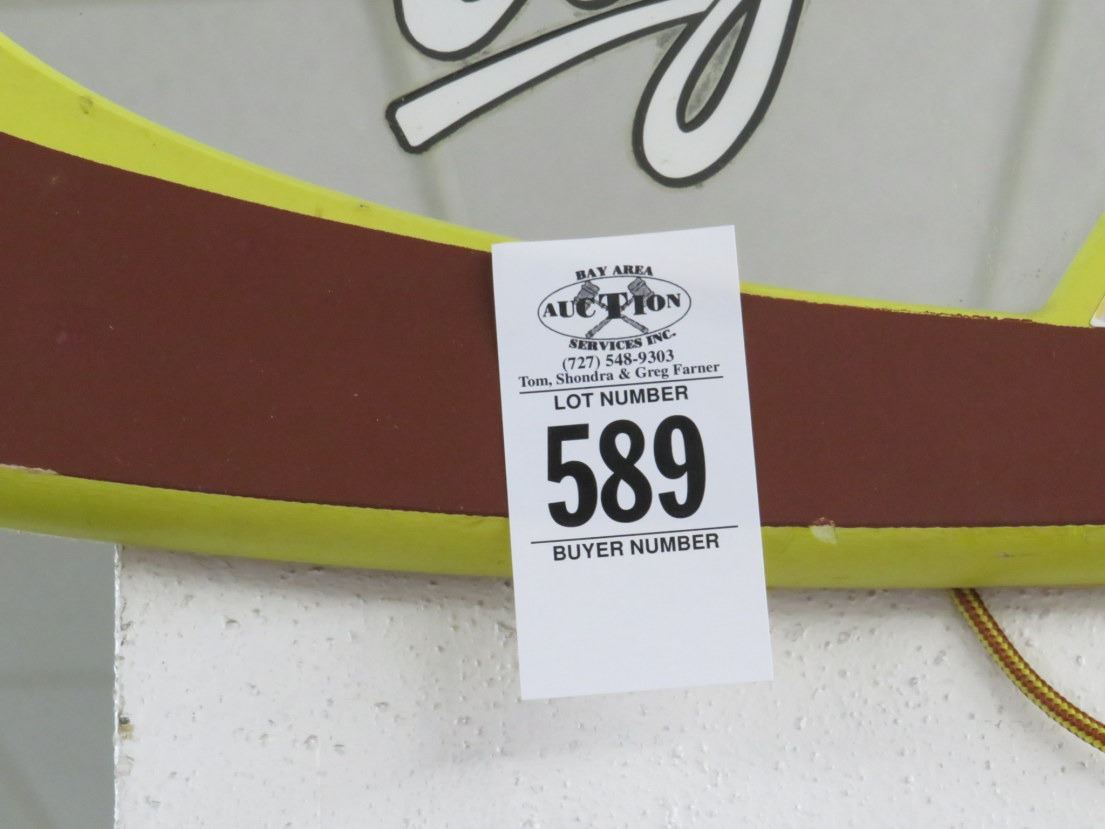 BAY AREA
AUCTION
SERVICES INC.
(727) 548-9303
Tom, Shondra & Greg Farner
LOT NUMBER
589
BUYER NUMBER